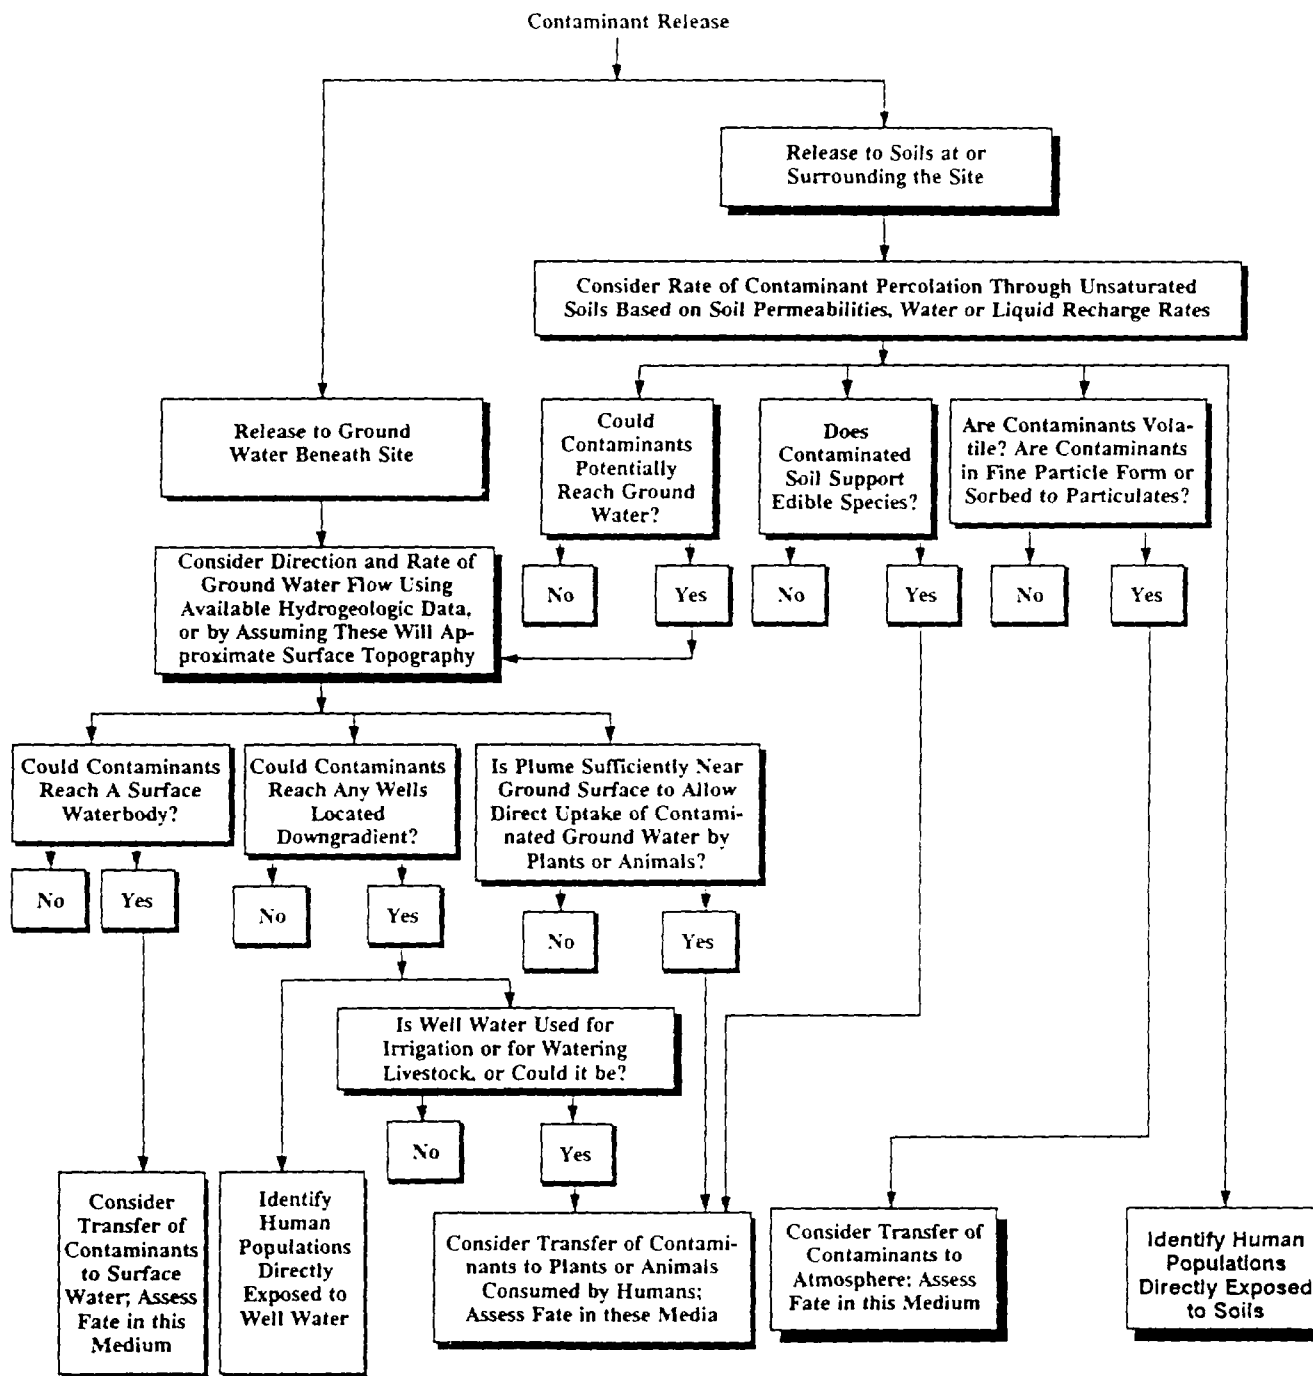 Contaminant Release
Release to Soils at or
Surrounding the Site
Consider Rate of Contaminant Percolation Through Unsaturated
Soils Based on Soil Permeabilities, Water or Liquid Recharge Rates
Release to Ground
Water Beneath Site
Could
Contaminants
Potentially
Reach Ground
Water?
Does
Contaminated
Soil Support
Edible Species?
Are Contaminants Vola-
tile? Are Contaminants
in Fine Particle Form or
Sorbed to Particulates?
No
Yes
No
Yes
No
Yes
Consider Direction and Rate of
Ground Water Flow Using
Available Hydrogeologic Data,
or by Assuming These Will Ap-
proximate Surface Topography
Could Contaminants
Reach A Surface
Waterbody?
Could Contaminants
Reach Any Wells
Located
Downgradient?
Is Plume Sufficiently Near
Ground Surface to Allow
Direct Uptake of Contami-
nated Ground Water by
Plants or Animals?
No
Yes
No
Yes
No
Yes
Is Well Water Used for
Irrigation or for Watering
Livestock, or Could it be?
No
Yes
Consider
Transfer of
Contaminants
to Surface
Water; Assess
Fate in this
Medium
Identify
Human
Populations
Directly
Exposed to
Well Water
Consider Transfer of Contami-
nants to Plants or Animals
Consumed by Humans;
Assess Fate in these Media
Consider Transfer of
Contaminants to
Atmosphere; Assess
Fate in this Medium
Identify Human
Populations
Directly Exposed
to Soils